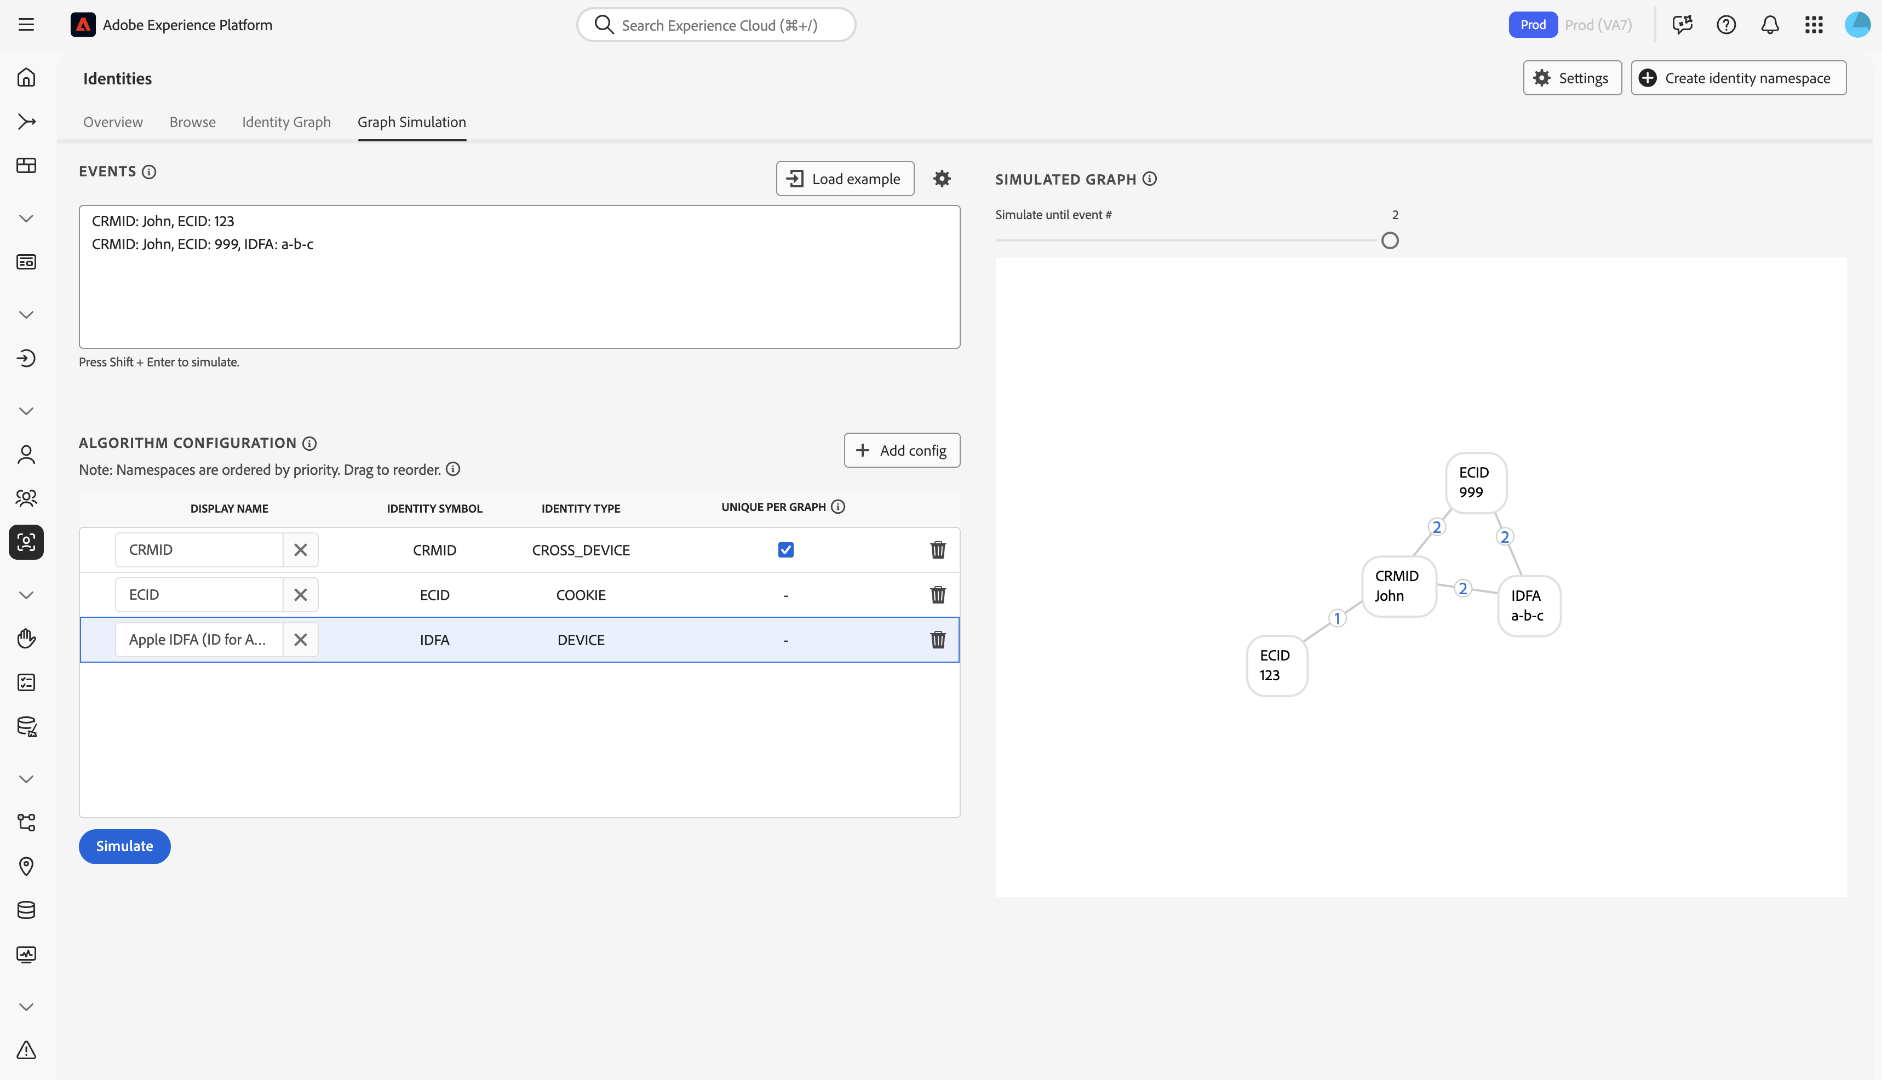 Adobe Experience Platform
Search Experience Cloud (⌘+/)
Prod
Prod (VA7)
Identities
Settings
Create identity namespace
Overview
Browse
Identity Graph
Graph Simulation
EVENTS
Load example
CRMID: John, ECID: 123
CRMID: John, ECID: 999, IDFA: a-b-c
Press Shift + Enter to simulate.
ALGORITHM CONFIGURATION
Note: Namespaces are ordered by priority. Drag to reorder.
Add config
DISPLAY NAME
IDENTITY SYMBOL
IDENTITY TYPE
UNIQUE PER GRAPH
CRMID
CRMID
CROSS_DEVICE
ECID
ECID
COOKIE
-
Apple IDFA (ID for A...
IDFA
DEVICE
-
Simulate
SIMULATED GRAPH
Simulate until event #
2
ECID
999
2
2
CRMID
John
2
IDFA
a-b-c
1
ECID
123